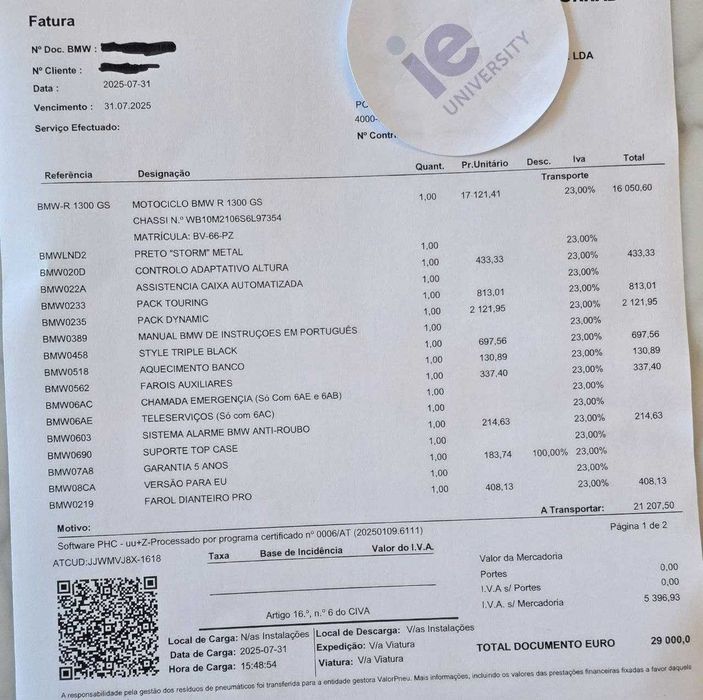 Fatura
Nº Doc. BMW :
Nº Cliente :
Data : 2025-07-31
Vencimento : 31.07.2025
Serviço Efectuado:
ie
UNIVERSITY
, LDA
PC
4000-
Nº Contr.
Referência Designação Quant. Pr.Unitário Desc. Iva Total
Transporte
BMW-R 1300 GS MOTOCICLO BMW R 1300 GS 1,00 17 121,41 23,00% 16 050,60
CHASSI N.º WB10M2106S6L97354
MATRÍCULA: BV-66-PZ
BMWLND2 PRETO "STORM" METAL 1,00 23,00%
BMW020D CONTROLO ADAPTATIVO ALTURA 1,00 433,33 23,00% 433,33
BMW022A ASSISTENCIA CAIXA AUTOMATIZADA 1,00 23,00%
BMW0233 PACK TOURING 1,00 813,01 23,00% 813,01
BMW0235 PACK DYNAMIC 1,00 2 121,95 23,00% 2 121,95
BMW0389 MANUAL BMW DE INSTRUÇOES EM PORTUGUÊS 1,00 23,00%
BMW0458 STYLE TRIPLE BLACK 1,00 697,56 23,00% 697,56
BMW0518 AQUECIMENTO BANCO 1,00 130,89 23,00% 130,89
BMW0562 FAROIS AUXILIARES 1,00 337,40 23,00% 337,40
BMW06AC CHAMADA EMERGENÇIA (Só Com 6AE e 6AB) 1,00 23,00%
BMW06AE TELESERVIÇOS (Só com 6AC) 1,00 23,00%
BMW0603 SISTEMA ALARME BMW ANTI-ROUBO 1,00 214,63 23,00% 214,63
BMW0690 SUPORTE TOP CASE 1,00 23,00%
BMW07A8 GARANTIA 5 ANOS 1,00 183,74 100,00% 23,00%
BMW08CA VERSÃO PARA EU 1,00 23,00%
BMW0219 FAROL DIANTEIRO PRO 1,00 408,13 23,00% 408,13
A Transportar: 21 207,50
Motivo:
Página 1 de 2
Software PHC - uu+Z-Processado por programa certificado nº 0006/AT (20250109.6111)
ATCUD:JJWMVJ8X-1618
Taxa Base de Incidência Valor do I.V.A.
Valor da Mercadoria
Portes 0,00
I.V.A s/ Portes 0,00
I.V.A. s/ Mercadoria 5 396,93
Artigo 16.º, n.º 6 do CIVA
Local de Carga: N/as Instalações Local de Descarga: V/as Instalações
Data de Carga: 2025-07-31 Expedição: V/a Viatura
Hora de Carga: 15:48:54 Viatura: V/a Viatura
TOTAL DOCUMENTO EURO 29 000,0
A responsabilidade pela gestão dos resíduos de pneumáticos foi transferida para a entidade gestora ValorPneu. Mais informações, incluindo os valores das prestações financeiras fixadas a favor daquela